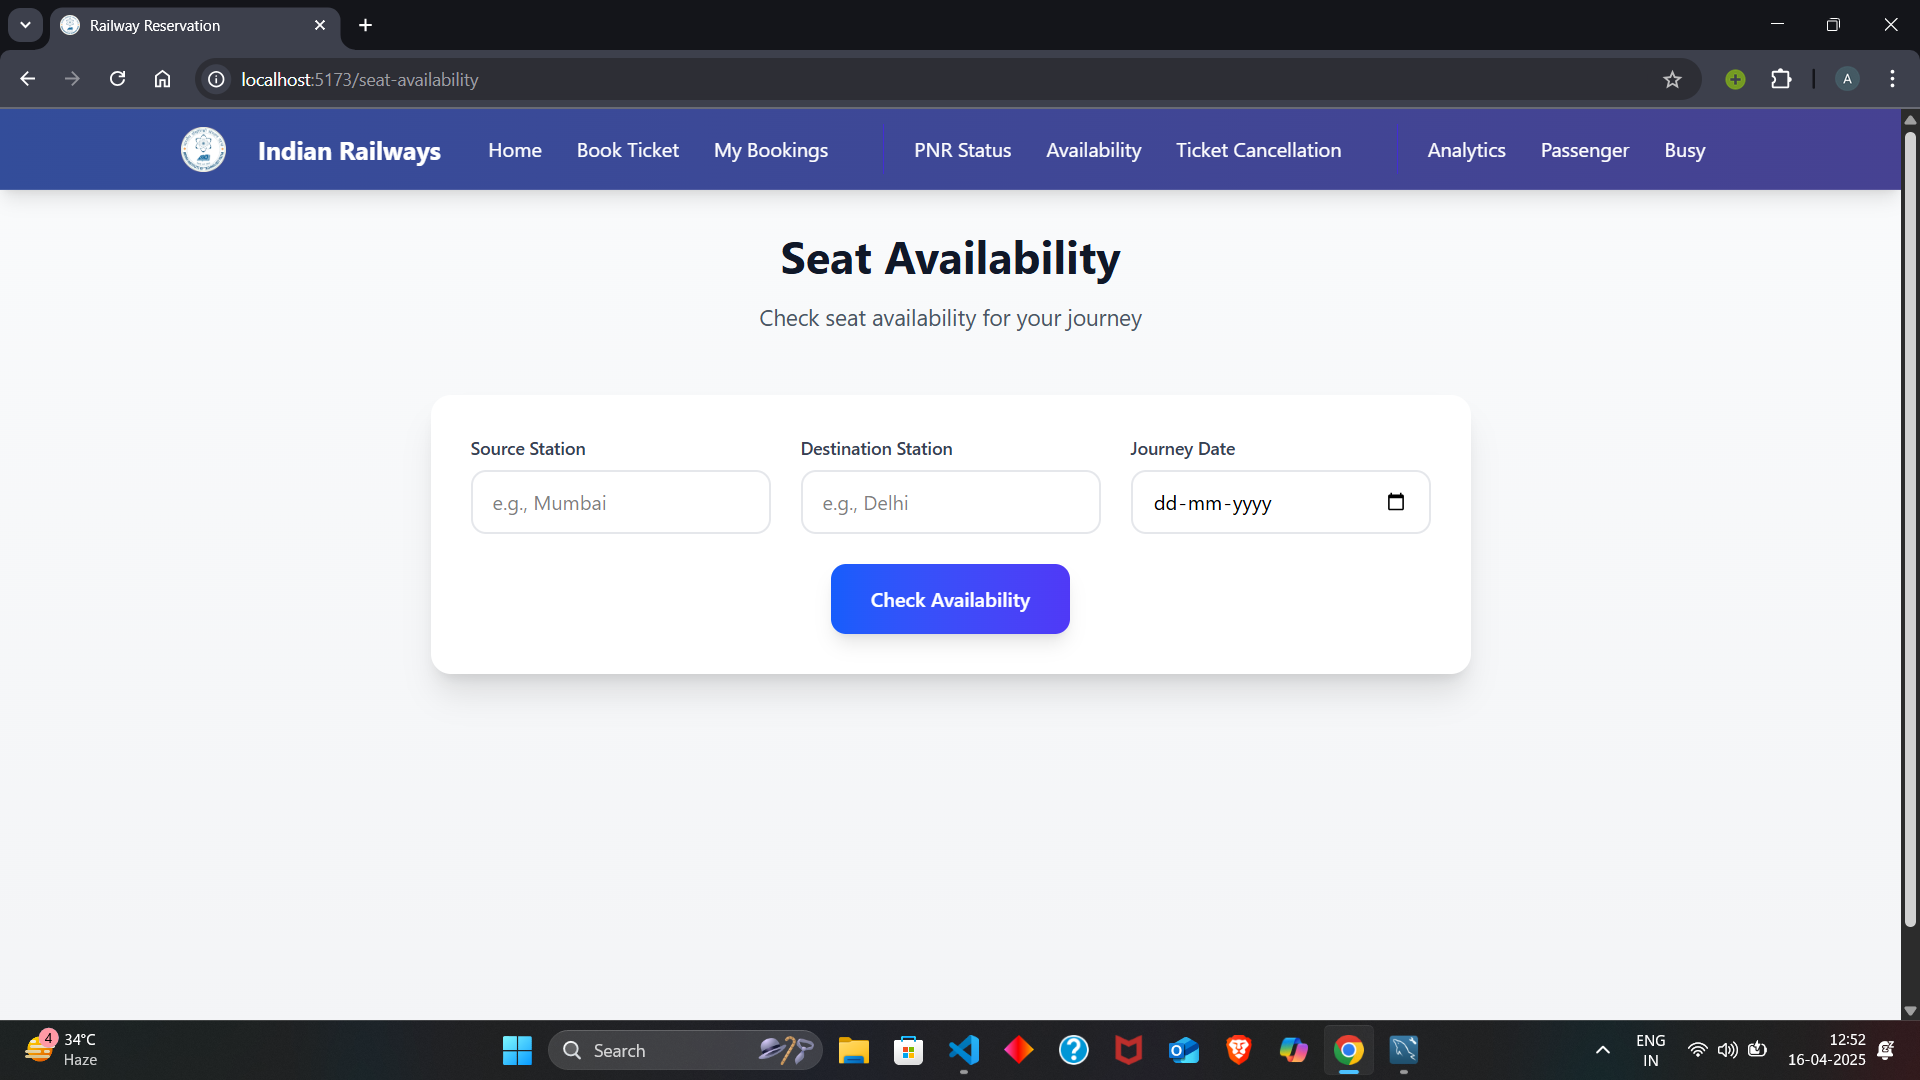 Railway Reservation
localhost:5173/seat-availability
A
Indian Railways Home Book Ticket My Bookings PNR Status Availability Ticket Cancellation Analytics Passenger Busy
Seat Availability
Check seat availability for your journey
Source Station Destination Station Journey Date
e.g., Mumbai e.g., Delhi dd-mm-yyyy
Check Availability
4 34°C
Haze
Search
ENG
IN
12:52
16-04-2025